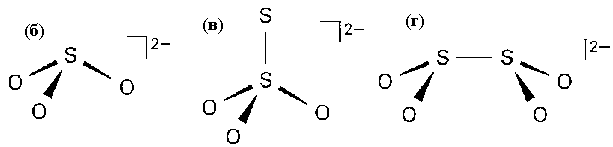 (б) S ]2− O O O
(в) S S ]2− O O O
(г) S S ]2− O O O O